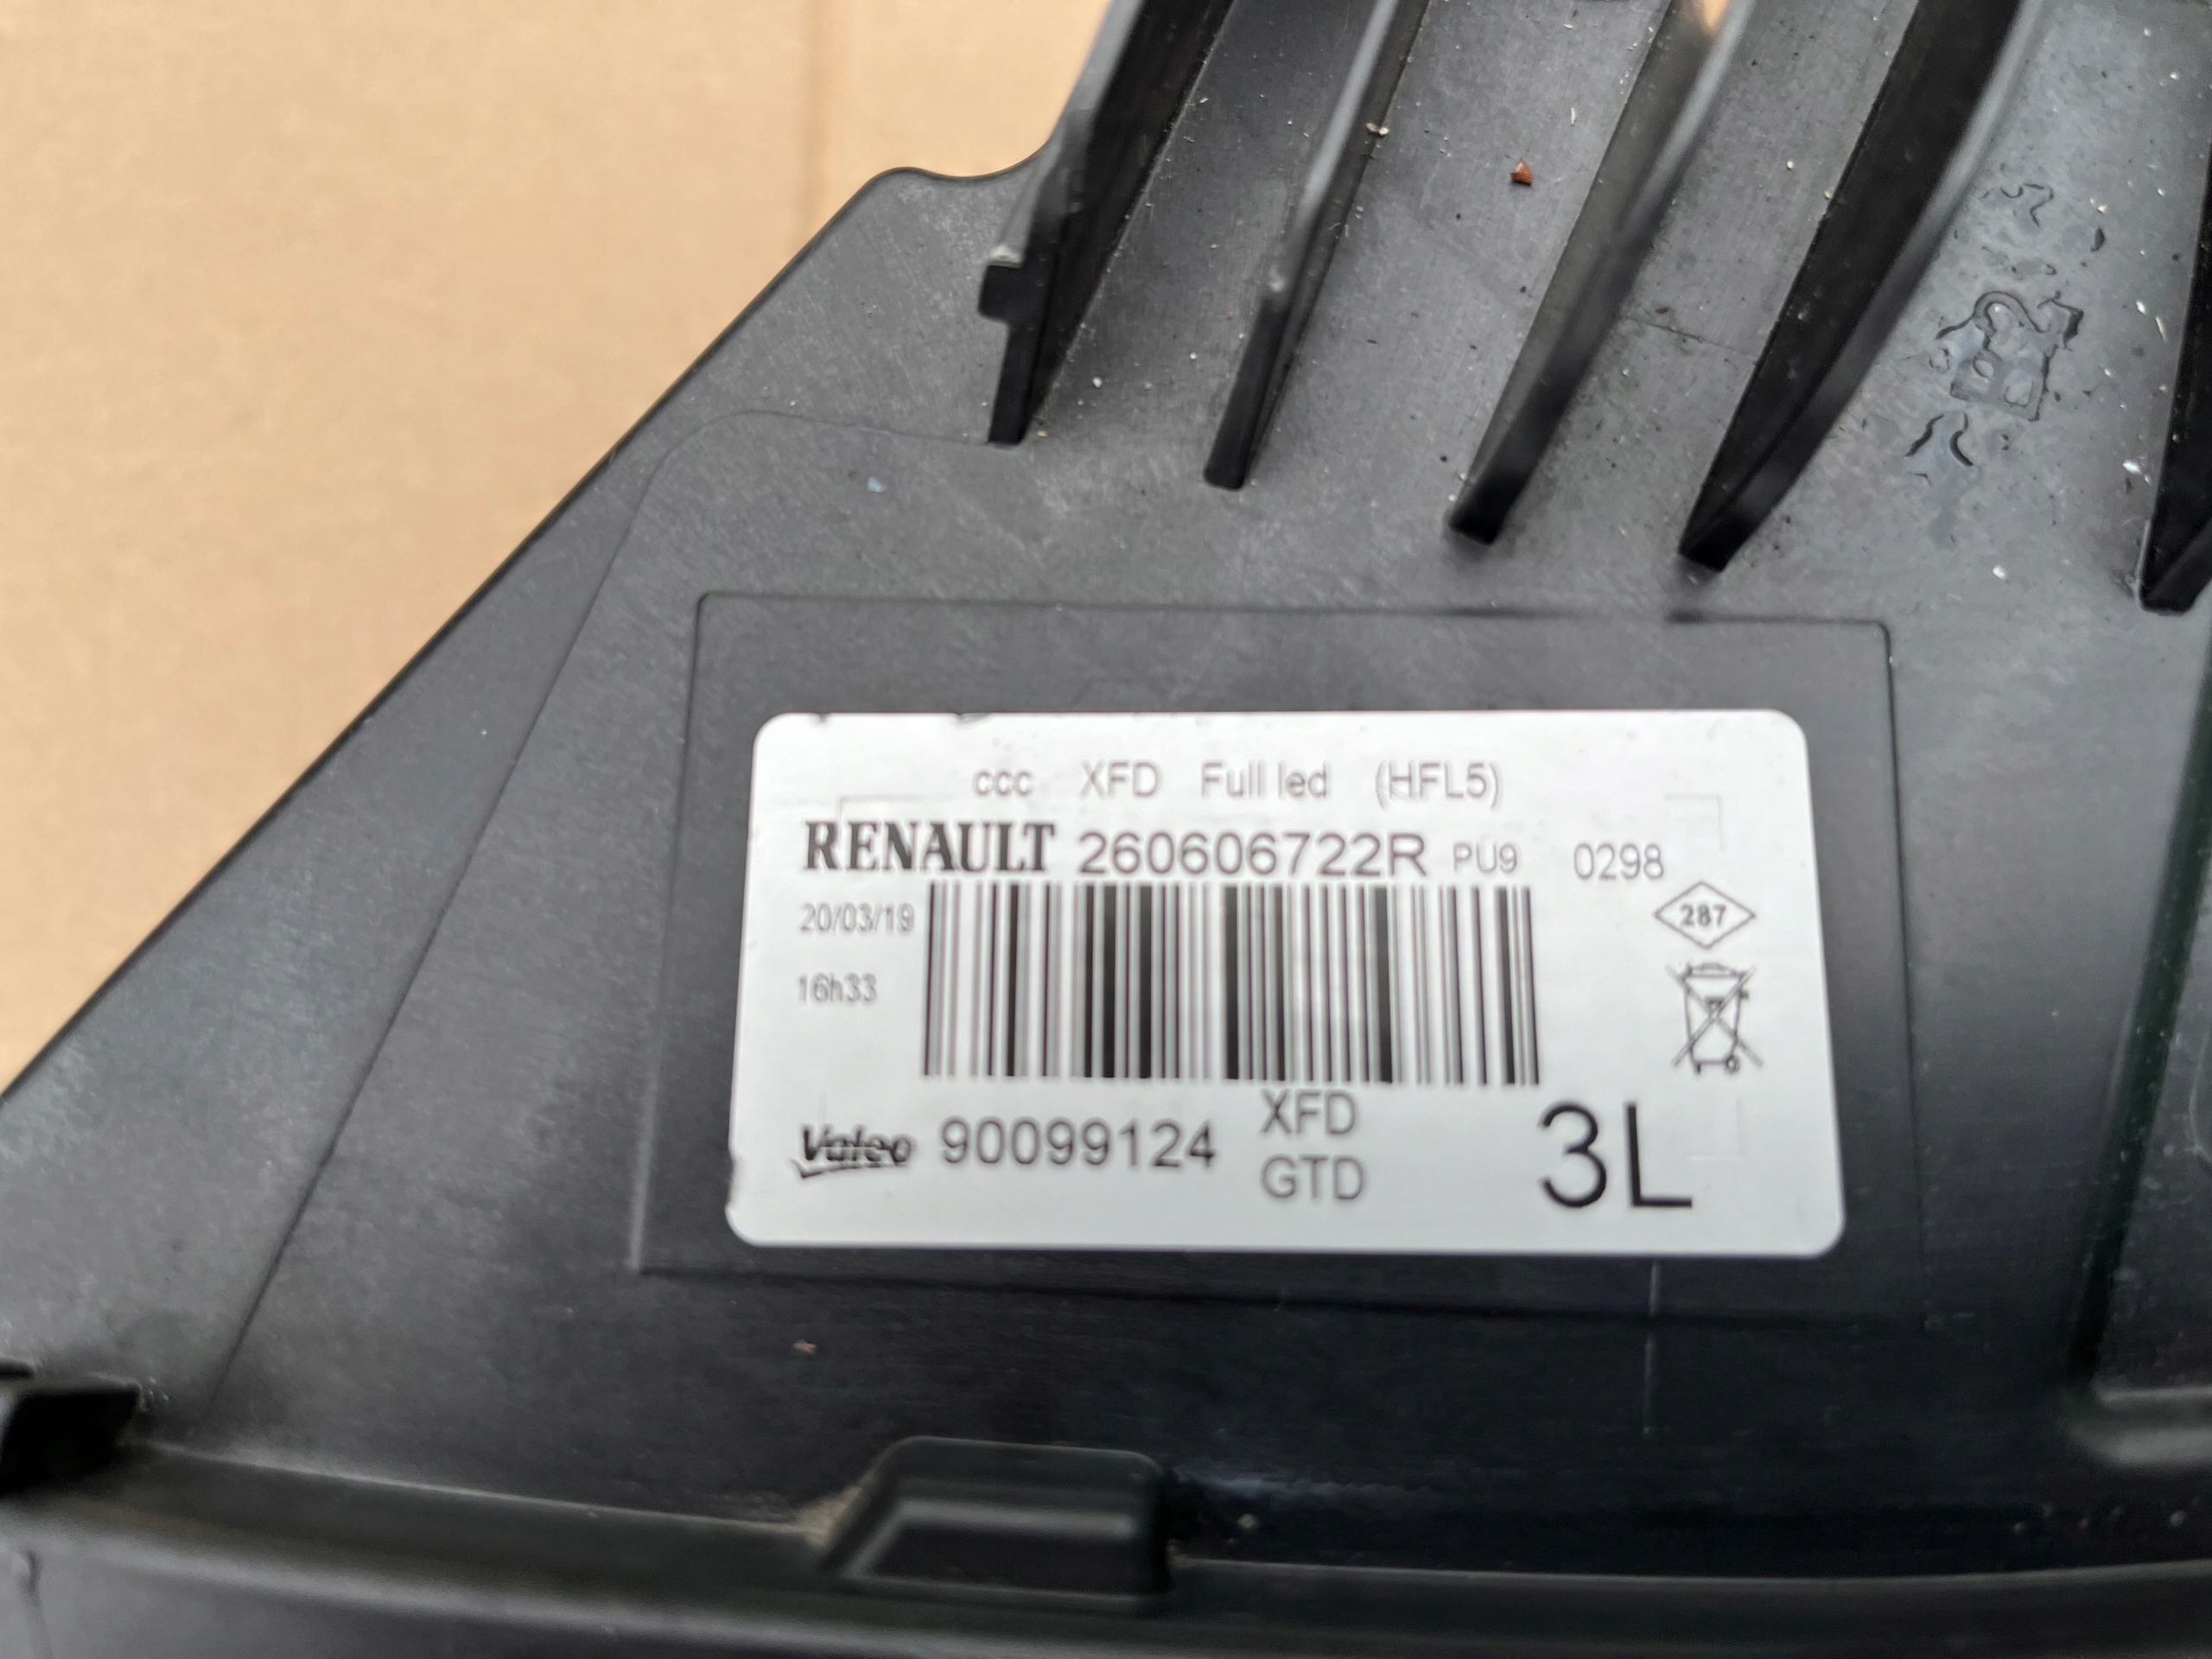 ccc XFD Full led (HFL5)
RENAULT 260606722R PU9 0298
20/03/19
287
16h33
Valeo 90099124 XFD
GTD
3L